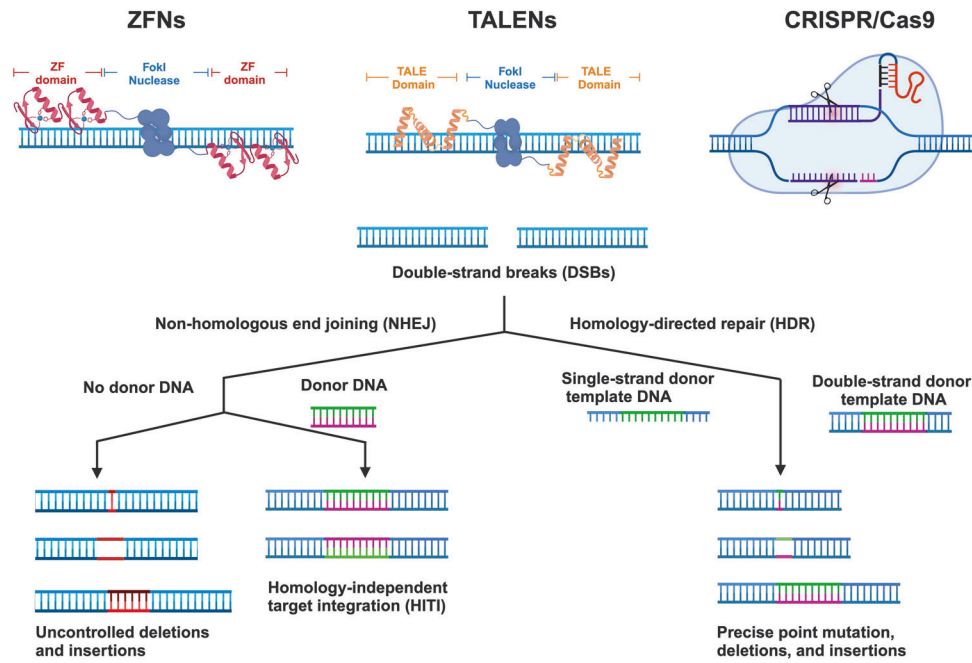 ZFNs
TALENs
CRISPR/Cas9
ZF
domain
FokI
Nuclease
ZF
domain
TALE
Domain
FokI
Nuclease
TALE
Domain
Double-strand breaks (DSBs)
Non-homologous end joining (NHEJ)
Homology-directed repair (HDR)
No donor DNA
Donor DNA
Single-strand donor
template DNA
Double-strand donor
template DNA
Homology-independent
target integration (HITI)
Uncontrolled deletions
and insertions
Precise point mutation,
deletions, and insertions